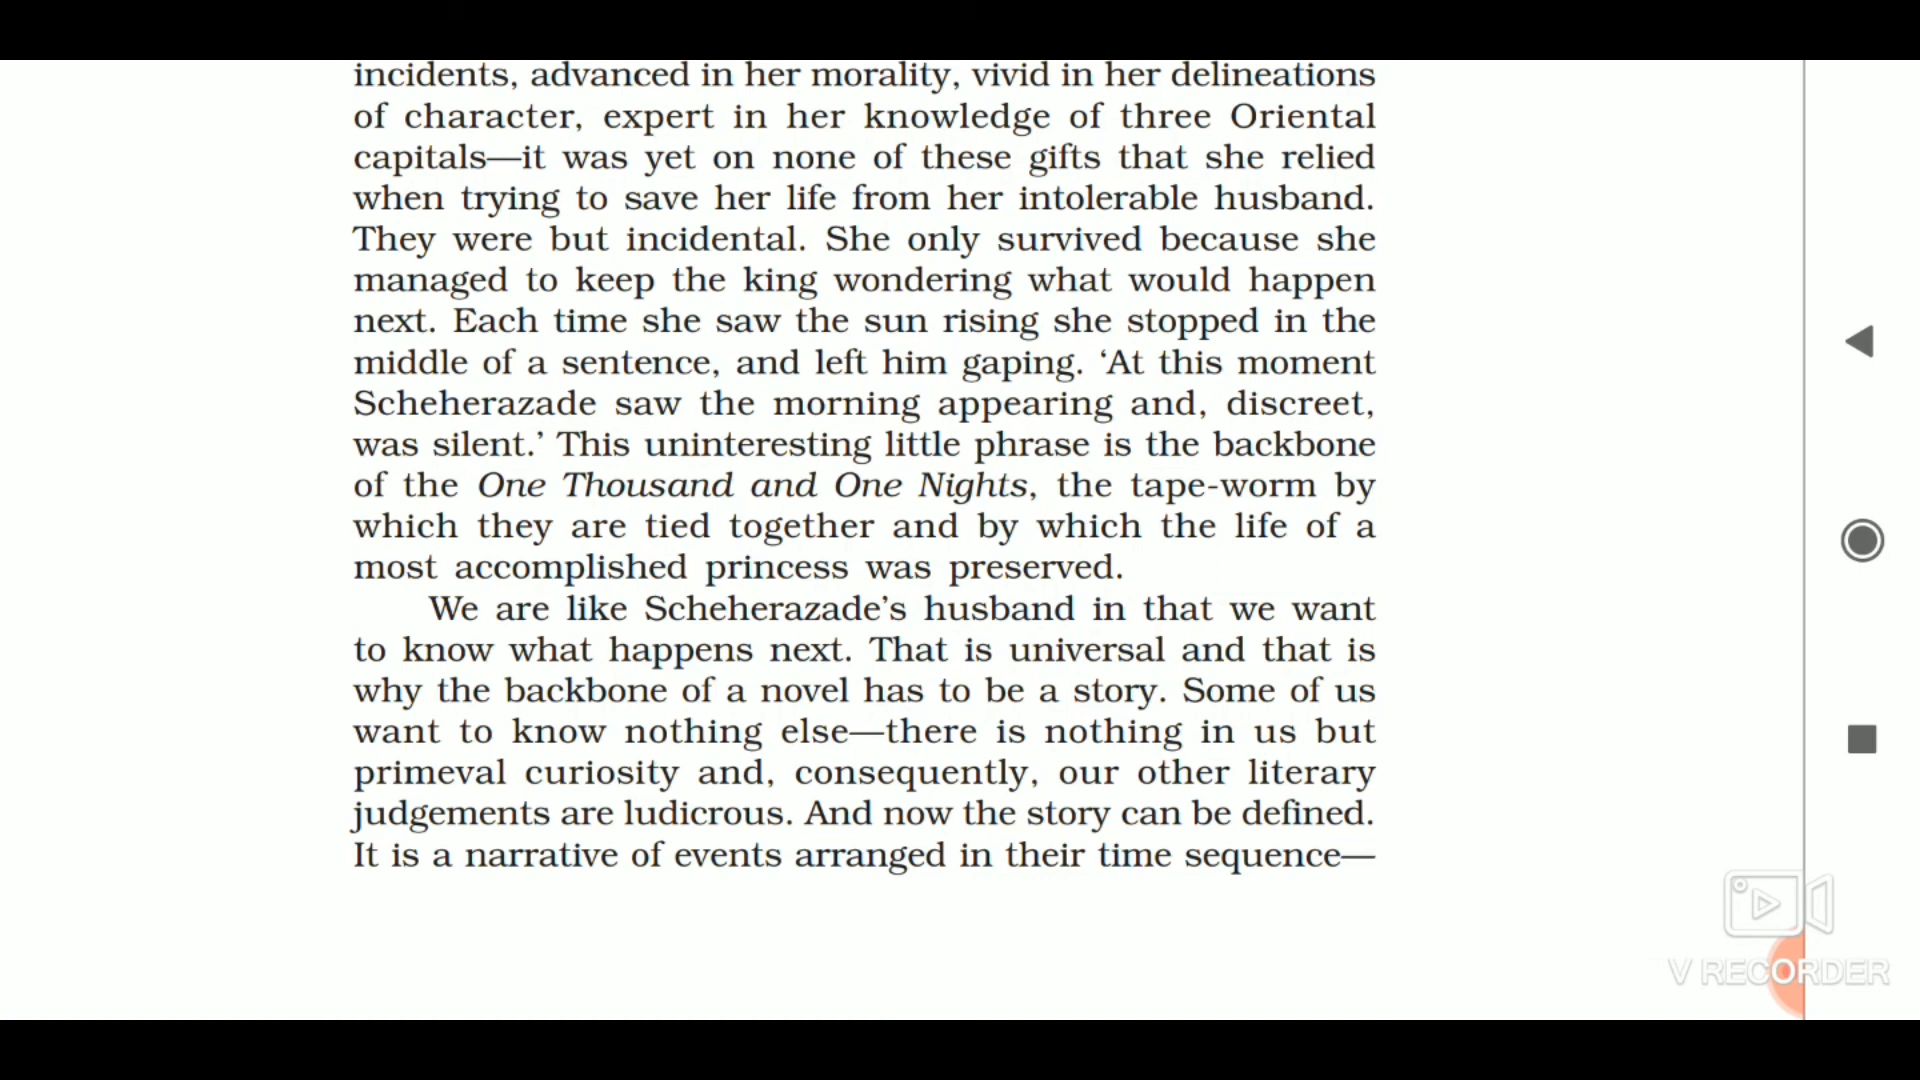 incidents, advanced in her morality, vivid in her delineations
of character, expert in her knowledge of three Oriental
capitals—it was yet on none of these gifts that she relied
when trying to save her life from her intolerable husband.
They were but incidental. She only survived because she
managed to keep the king wondering what would happen
next. Each time she saw the sun rising she stopped in the
middle of a sentence, and left him gaping. ‘At this moment
Scheherazade saw the morning appearing and, discreet,
was silent.’ This uninteresting little phrase is the backbone
of the One Thousand and One Nights, the tape-worm by
which they are tied together and by which the life of a
most accomplished princess was preserved.
We are like Scheherazade’s husband in that we want
to know what happens next. That is universal and that is
why the backbone of a novel has to be a story. Some of us
want to know nothing else—there is nothing in us but
primeval curiosity and, consequently, our other literary
judgements are ludicrous. And now the story can be defined.
It is a narrative of events arranged in their time sequence—
V RECORDER